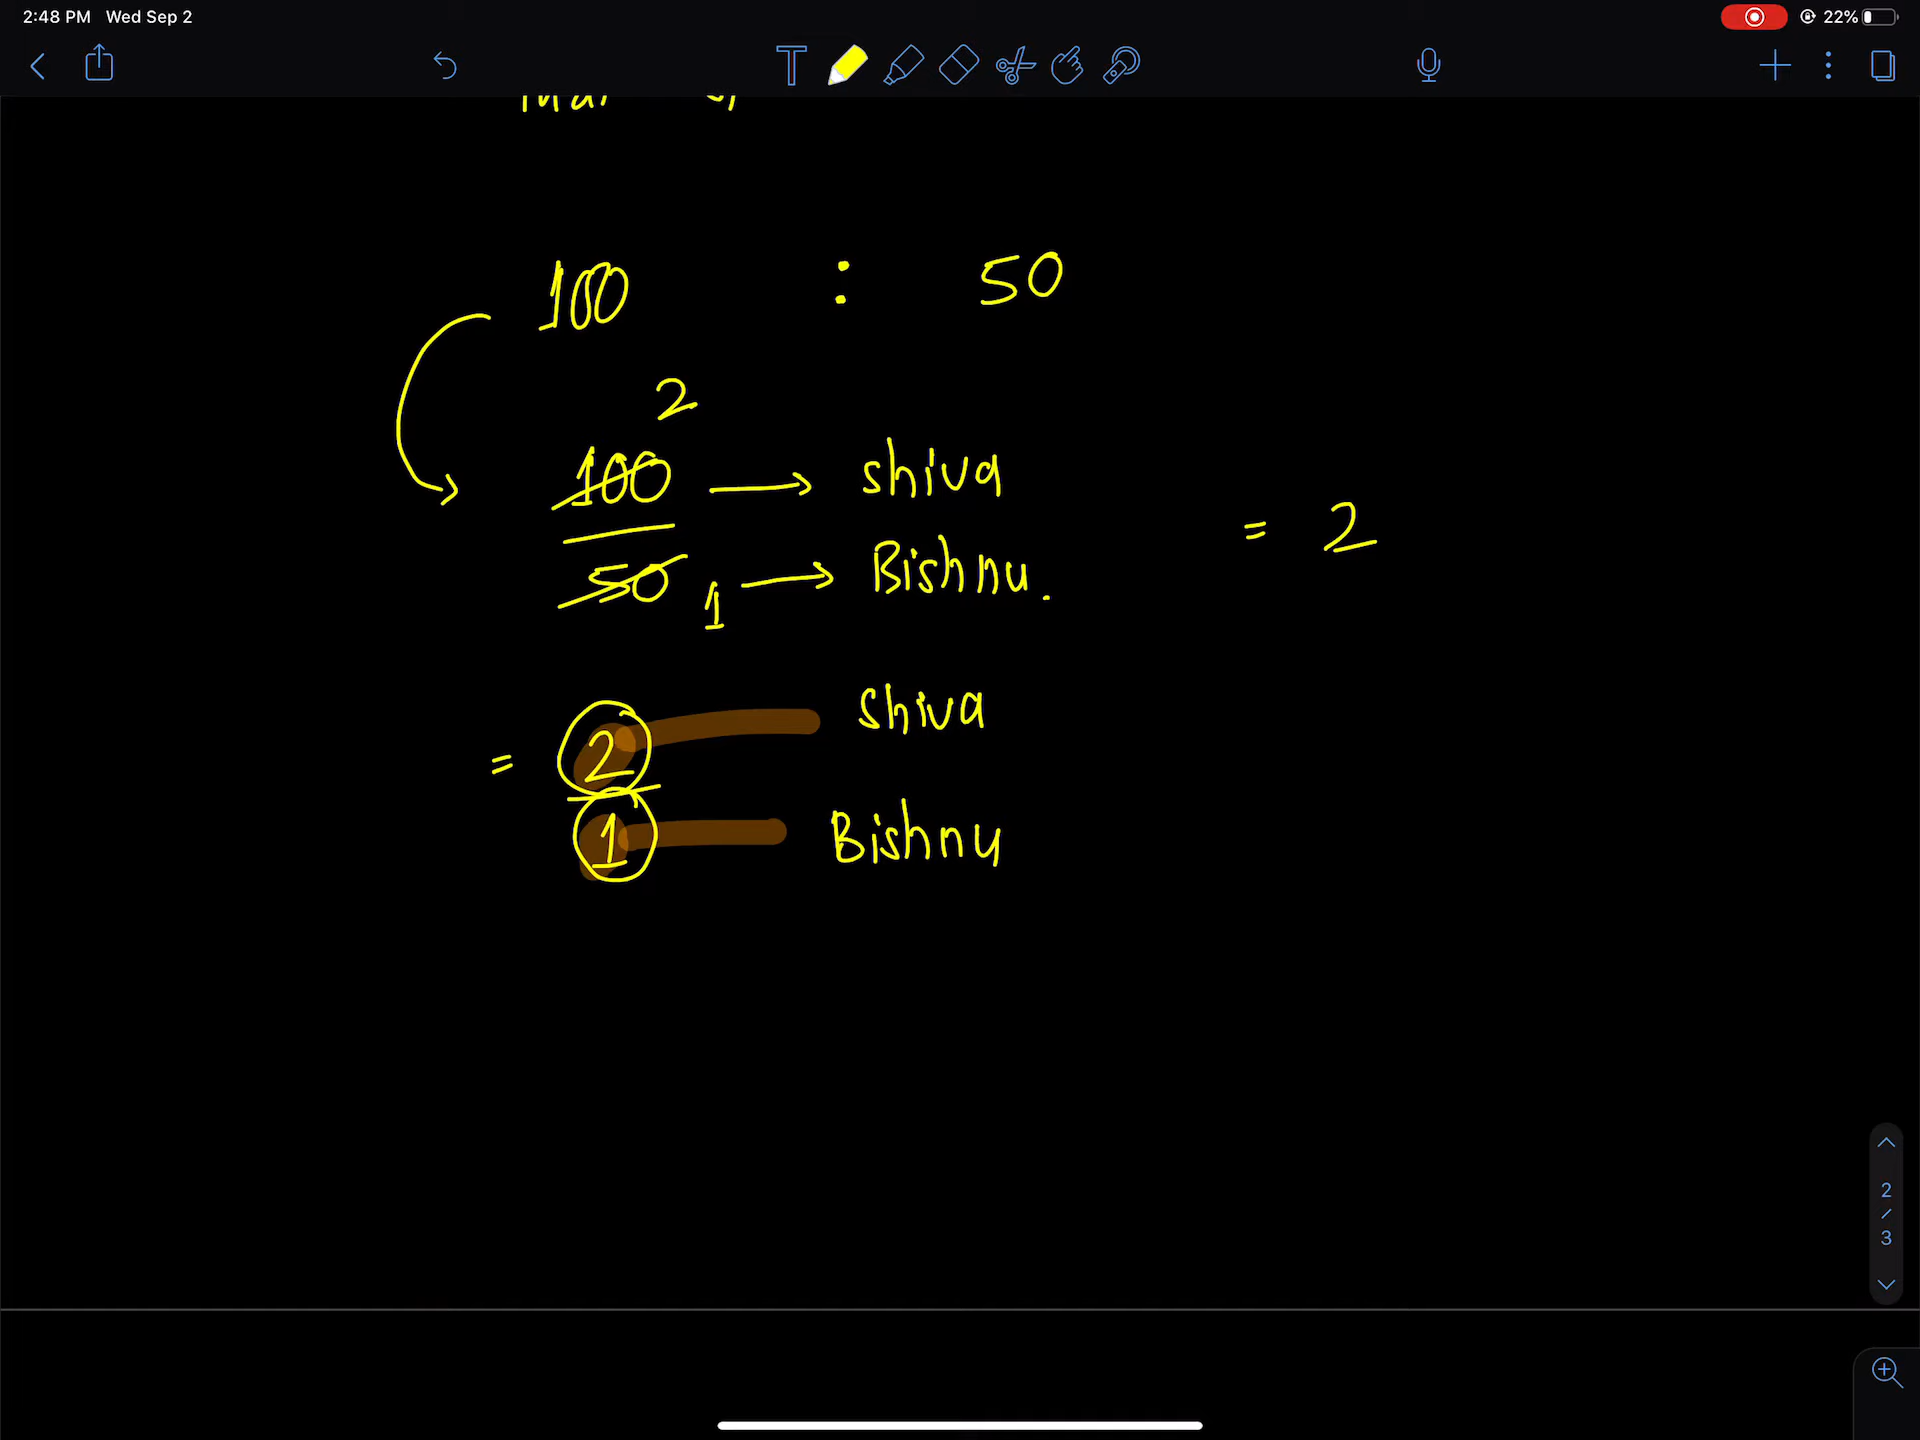 2:48 PM Wed Sep 2
22%
T
100 : 50
2
100 → shiva
= 2
50 1 → Bishnu.
= 2 Shiva
1 Bishnu
2
/
3